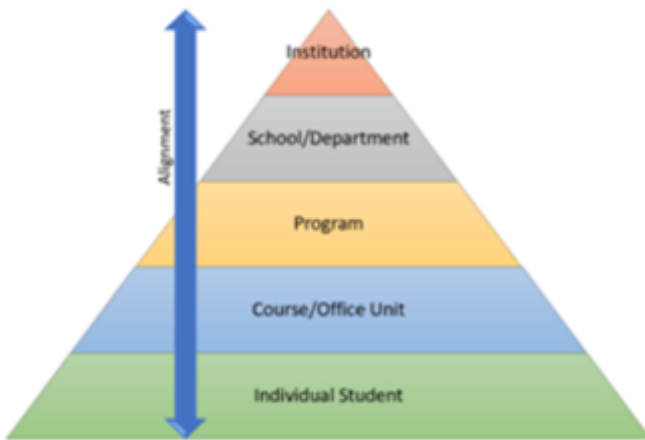 Institution
School/Department
Alignment
Program
Course/Office Unit
Individual Student